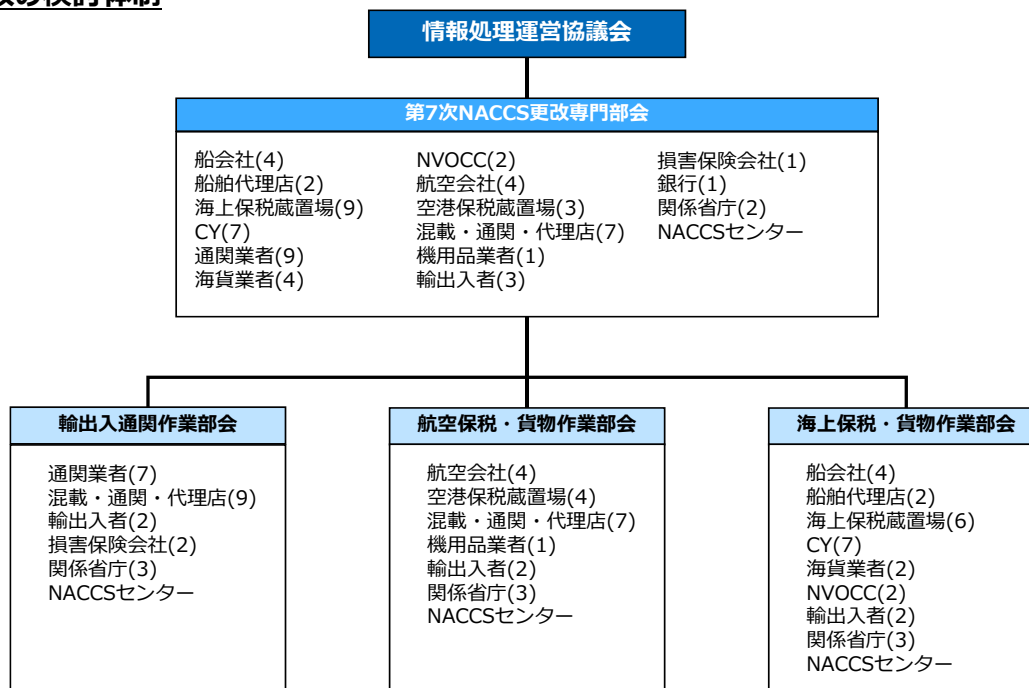 の検討体制
情報処理運営協議会
第7次NACCS更改専門部会
船会社(4)
船舶代理店(2)
海上保税蔵置場(9)
CY(7)
通関業者(9)
海貨業者(4)
NVOCC(2)
航空会社(4)
空港保税蔵置場(3)
混載・通関・代理店(7)
機用品業者(1)
輸出入者(3)
損害保険会社(1)
銀行(1)
関係省庁(2)
NACCSセンター
輸出入通関作業部会
通関業者(7)
混載・通関・代理店(9)
輸出入者(2)
損害保険会社(2)
関係省庁(3)
NACCSセンター
航空保税・貨物作業部会
航空会社(4)
空港保税蔵置場(4)
混載・通関・代理店(7)
機用品業者(1)
輸出入者(2)
関係省庁(3)
NACCSセンター
海上保税・貨物作業部会
船会社(4)
船舶代理店(2)
海上保税蔵置場(6)
CY(7)
海貨業者(2)
NVOCC(2)
輸出入者(2)
関係省庁(3)
NACCSセンター